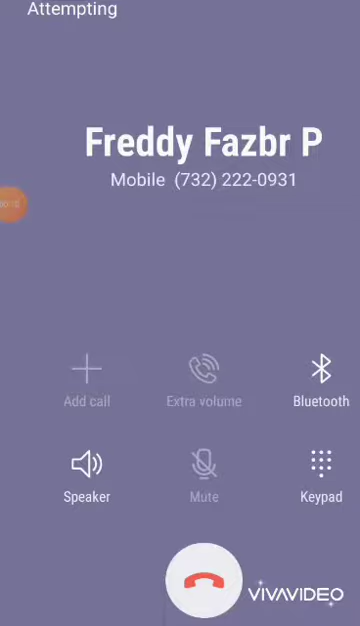 Attempting
Freddy Fazbr P
Mobile (732) 222-0931
Add call Extra volume Bluetooth
Speaker Mute Keypad
VIVAVIDEO